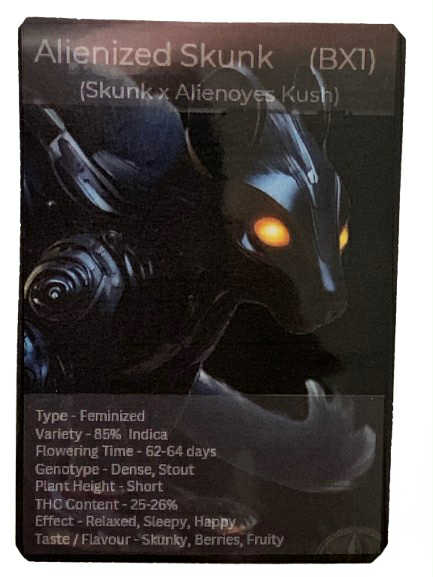 Alienized Skunk (BX1)
(Skunk x Alienoyes Kush)
Type - Feminized
Variety - 85% Indica
Flowering Time - 62-64 days
Genotype - Dense, Stout
Plant Height - Short
THC Content - 25-26%
Effect - Relaxed, Sleepy, Happy
Taste / Flavour - Skunky, Berries, Fruity